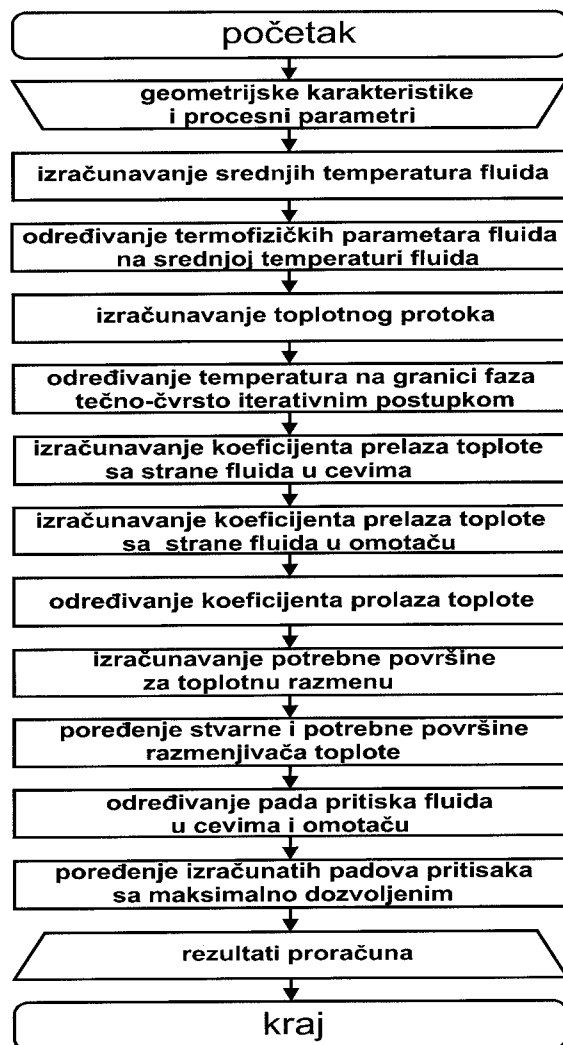 početak
geometrijske karakteristike
i procesni parametri
izračunavanje srednjih temperatura fluida
određivanje termofizičkih parametara fluida
na srednjoj temperaturi fluida
izračunavanje toplotnog protoka
određivanje temperatura na granici faza
tečno-čvrsto iterativnim postupkom
izračunavanje koeficijenta prelaza toplote
sa strane fluida u cevima
izračunavanje koeficijenta prelaza toplote
sa strane fluida u omotaču
određivanje koeficijenta prolaza toplote
izračunavanje potrebne površine
za toplotnu razmenu
poređenje stvarne i potrebne površine
razmenjivača toplote
određivanje pada pritiska fluida
u cevima i omotaču
poređenje izračunatih padova pritisaka
sa maksimalno dozvoljenim
rezultati proračuna
kraj